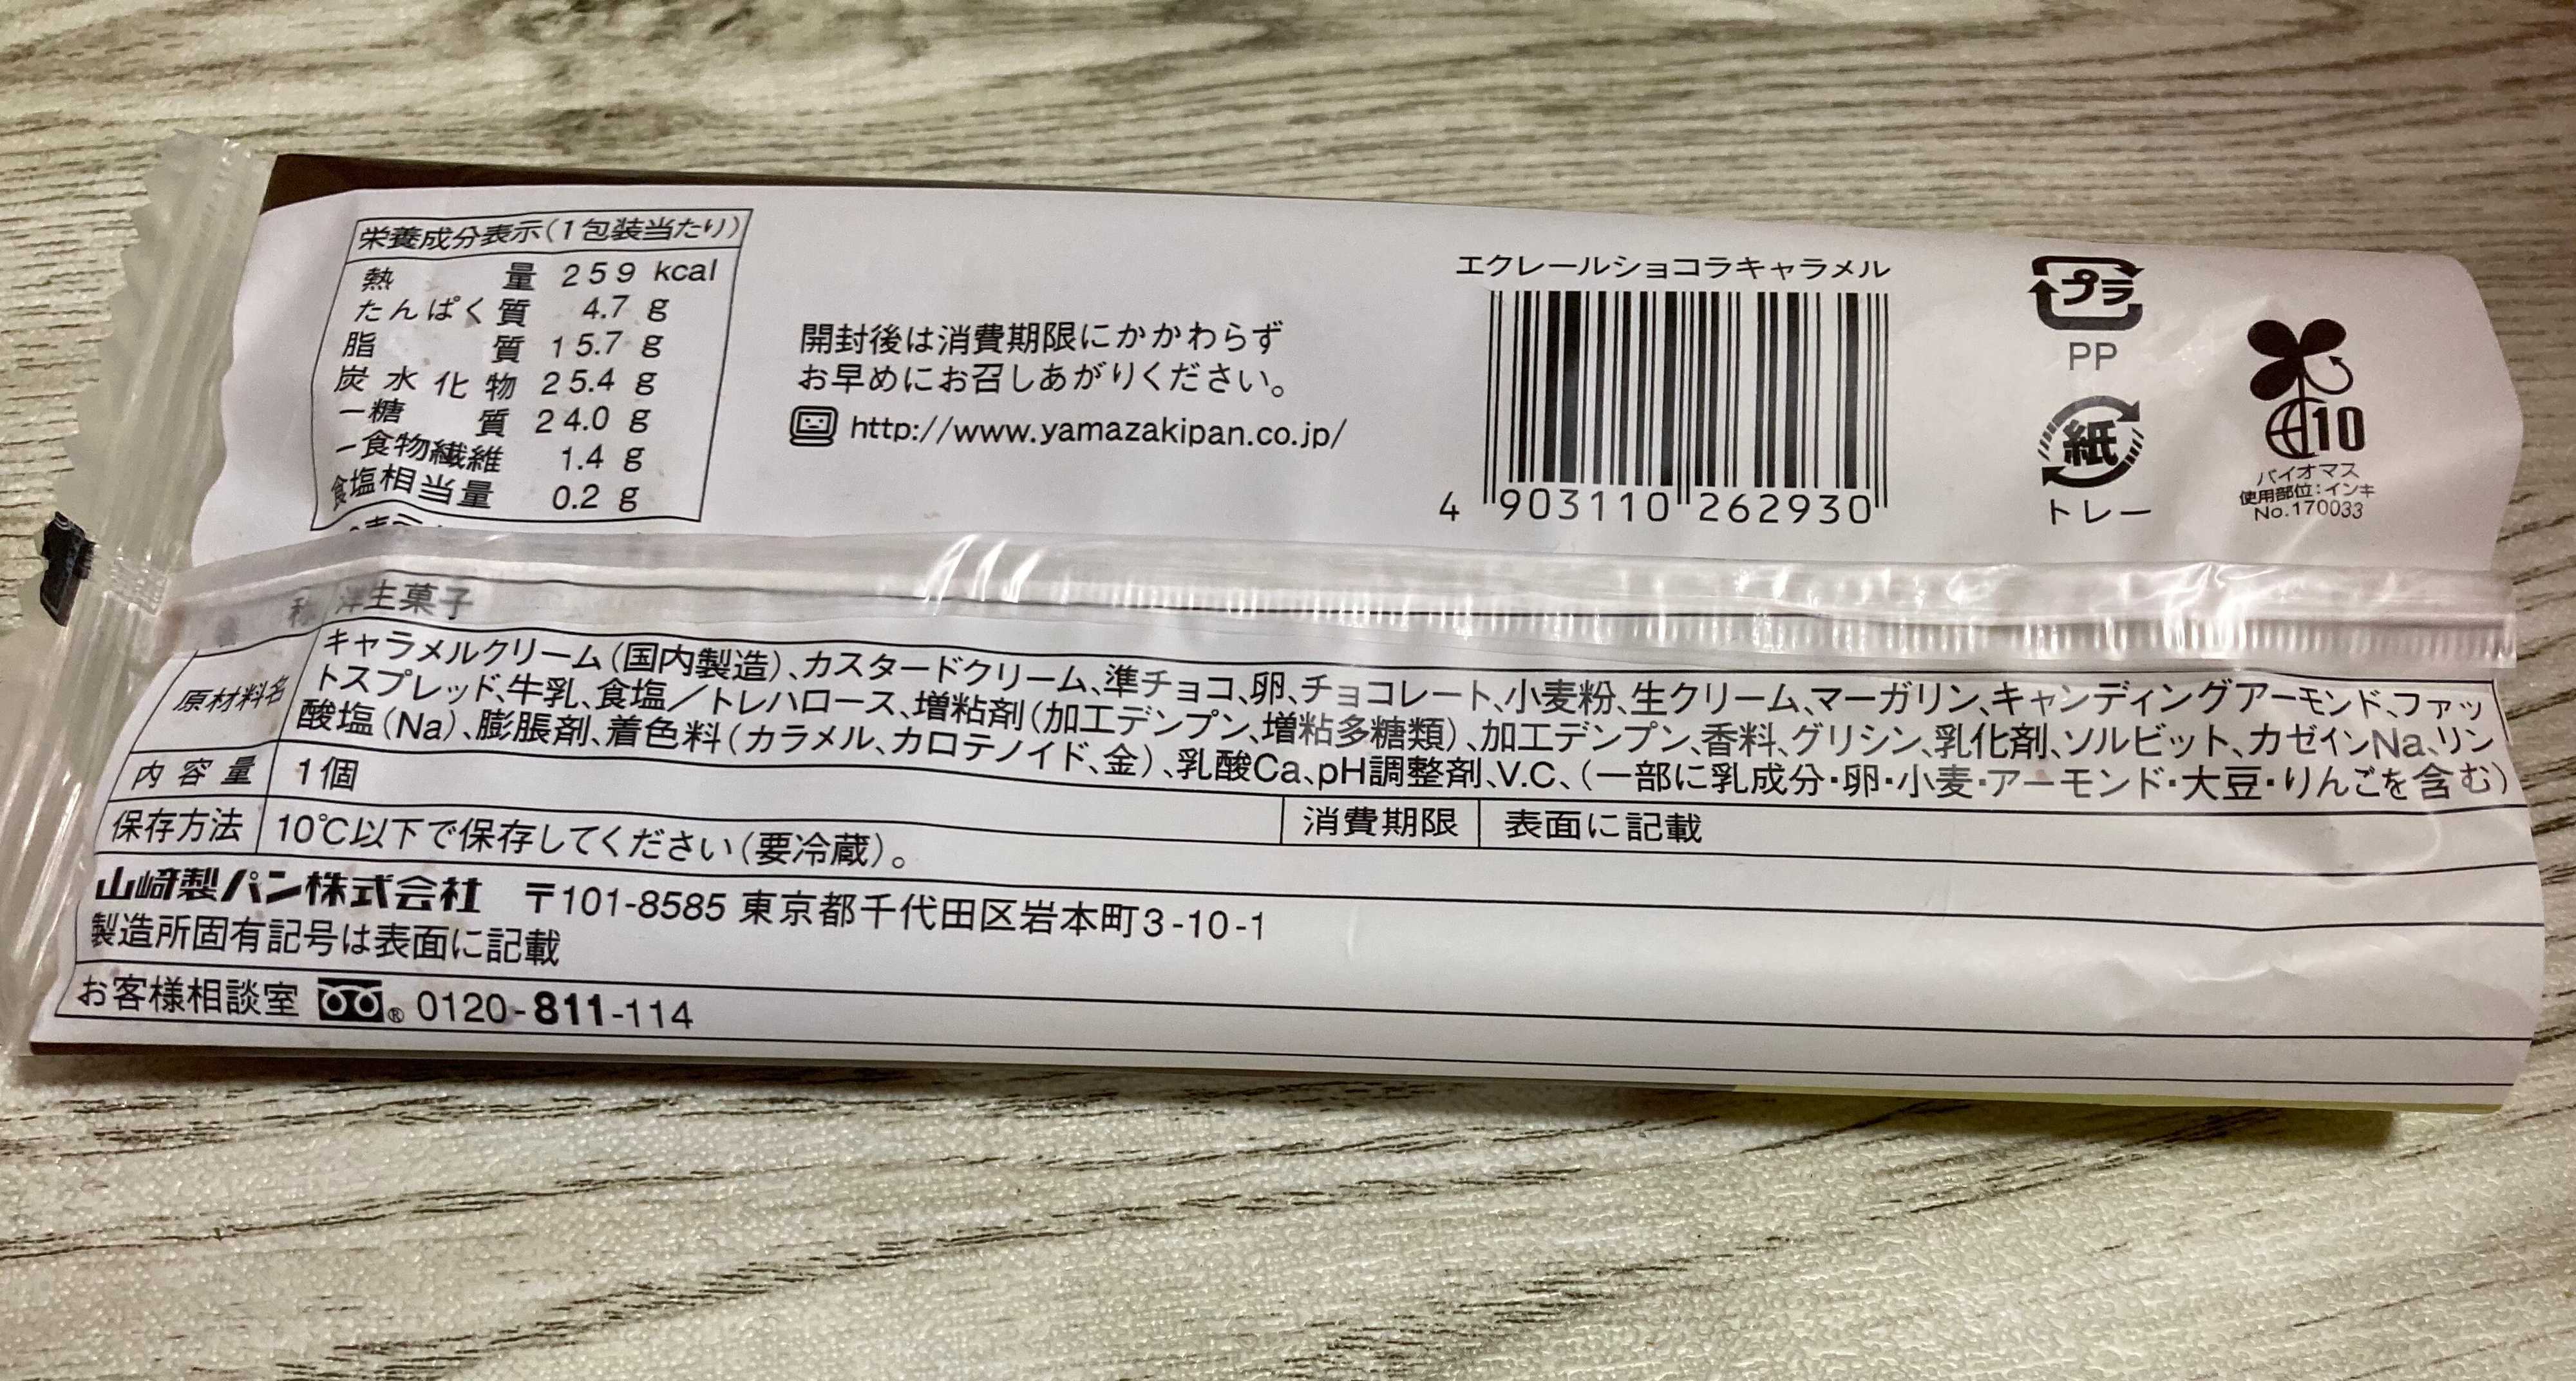 栄養成分表示(1包装当たり)
熱量 259 kcal
たんぱく質 4.7 g
脂質 15.7 g
炭水化物 25.4 g
ー糖質 24.0 g
ー食物繊維 1.4 g
食塩相当量 0.2 g
開封後は消費期限にかかわらず
お早めにお召しあがりください。
http://www.yamazakipan.co.jp/
エクレールショコラキャラメル
4 903110 262930
プラ
PP
紙
トレー
10
バイオマス
使用部位:インキ
No.170033
称 洋生菓子
原材料名 キャラメルクリーム(国内製造)、カスタードクリーム、準チョコ、卵、チョコレート、小麦粉、生クリーム、マーガリン、キャンディングアーモンド、ファッ
トスプレッド、牛乳、食塩/トレハロース、増粘剤(加工デンプン、増粘多糖類)、加工デンプン、香料、グリシン、乳化剤、ソルビット、カゼインNa、リン
酸塩(Na)、膨脹剤、着色料(カラメル、カロテノイド、金)、乳酸Ca、pH調整剤、V.C、(一部に乳成分・卵・小麦・アーモンド・大豆・りんごを含む)
内容量 1個 消費期限 表面に記載
保存方法 10℃以下で保存してください(要冷蔵)。
山崎製パン株式会社 〒101-8585 東京都千代田区岩本町3-10-1
製造所固有記号は表面に記載
お客様相談室 ® 0120-811-114